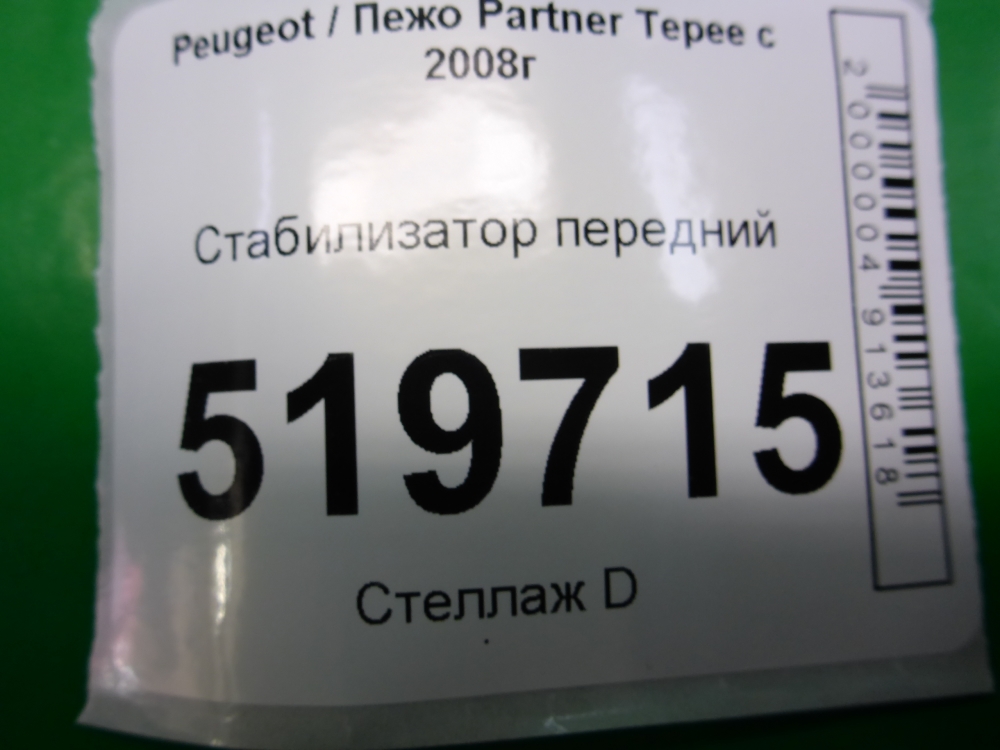 Peugeot / Пежо Partner Tepee с
2008г
Стабилизатор передний
519715
Стеллаж D
2000004913618